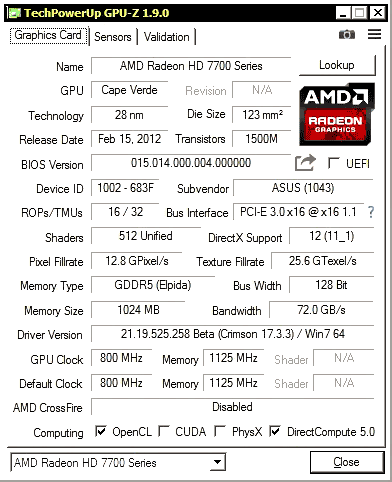 TechPowerUp GPU-Z 1.9.0
Graphics Card Sensors Validation
Name AMD Radeon HD 7700 Series Lookup
GPU Cape Verde Revision N/A
Technology 28 nm Die Size 123 mm²
Release Date Feb 15, 2012 Transistors 1500M
AMD
RADEON
GRAPHICS
BIOS Version 015.014.000.004.000000 UEFI
Device ID 1002 - 683F Subvendor ASUS (1043)
ROPs/TMUs 16 / 32 Bus Interface PCI-E 3.0 x16 @ x16 1.1 ?
Shaders 512 Unified DirectX Support 12 (11_1)
Pixel Fillrate 12.8 GPixel/s Texture Fillrate 25.6 GTexel/s
Memory Type GDDR5 (Elpida) Bus Width 128 Bit
Memory Size 1024 MB Bandwidth 72.0 GB/s
Driver Version 21.19.525.258 Beta (Crimson 17.3.3) / Win7 64
GPU Clock 800 MHz Memory 1125 MHz Shader N/A
Default Clock 800 MHz Memory 1125 MHz Shader N/A
AMD CrossFire Disabled
Computing OpenCL CUDA PhysX DirectCompute 5.0
AMD Radeon HD 7700 Series Close